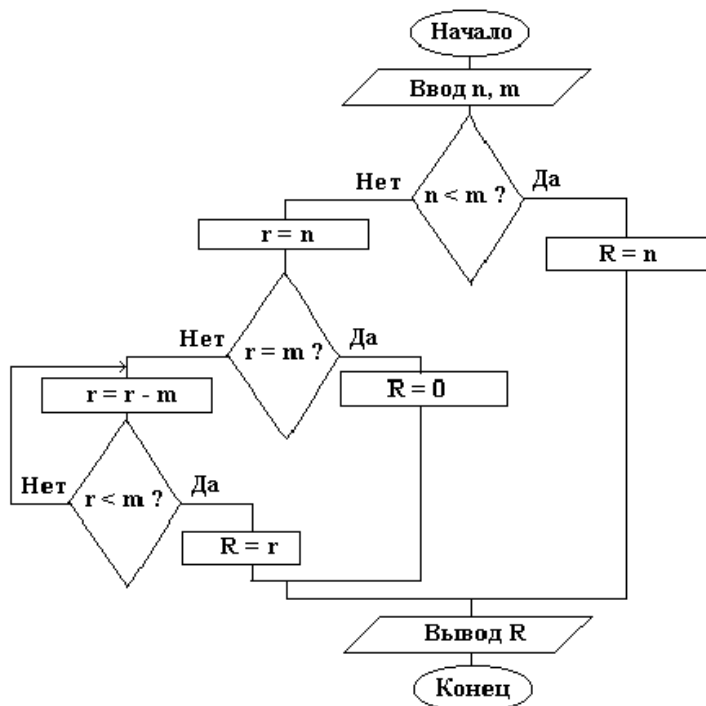 Начало
Ввод n, m
Нет
n < m ?
Да
r = n
R = n
Нет
r = m ?
Да
r = r - m
R = 0
Нет
r < m ?
Да
R = r
Вывод R
Конец